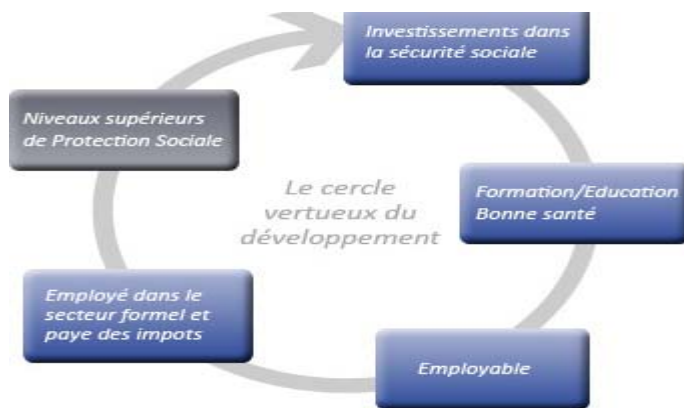 Investissements dans
la sécurité sociale
Niveaux supérieurs
de Protection Sociale
Le cercle
vertueux du
développement
Formation/Education
Bonne santé
Employé dans le
secteur formel et
paye des impots
Employable